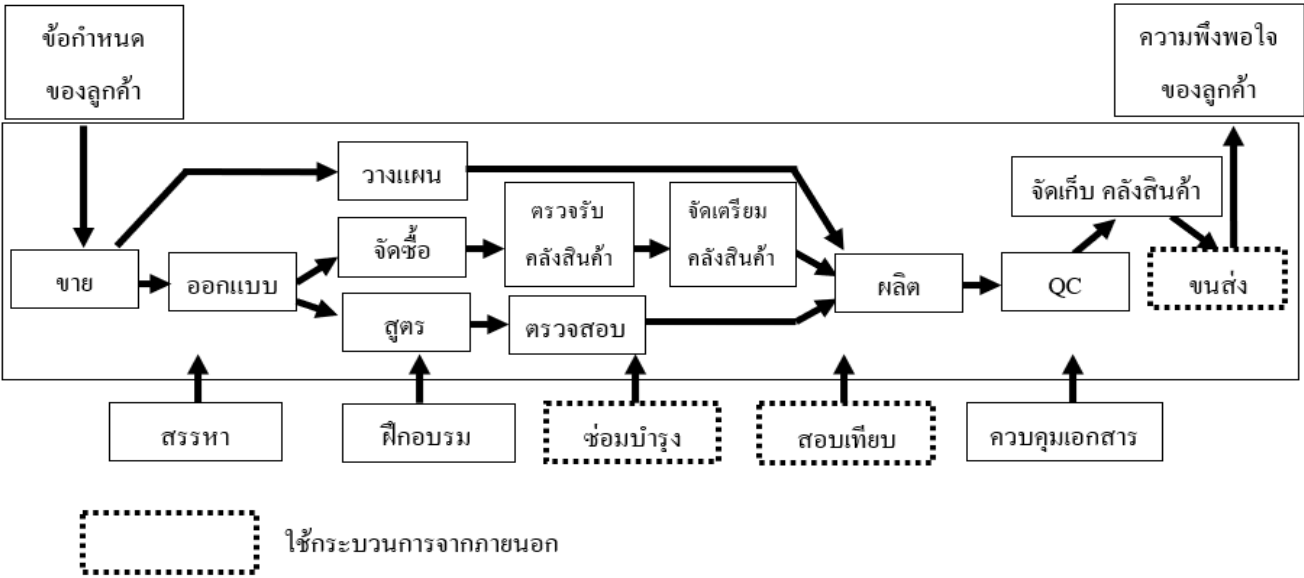 ข้อกำหนด
ของลูกค้า
ความพึงพอใจ
ของลูกค้า
วางแผน
จัดเก็บ คลังสินค้า
จัดซื้อ
ตรวจรับ
คลังสินค้า
จัดเตรียม
คลังสินค้า
ขาย
ออกแบบ
ผลิต
QC
ขนส่ง
สูตร
ตรวจสอบ
สรรหา
ฝึกอบรม
ซ่อมบำรุง
สอบเทียบ
ควบคุมเอกสาร
ใช้กระบวนการจากภายนอก